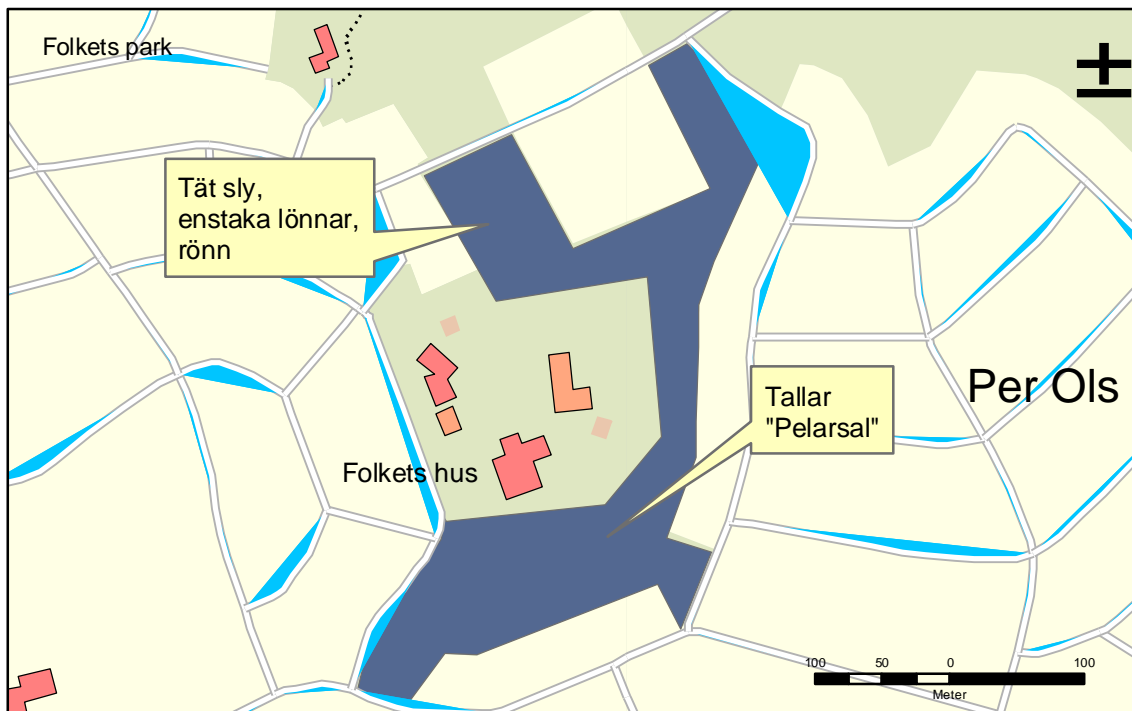 Folkets park
±
Tät sly,
enstaka lönnar,
rönn
Per Ols
Tallar
"Pelarsal"
Folkets hus
100 50 0 100
Meter